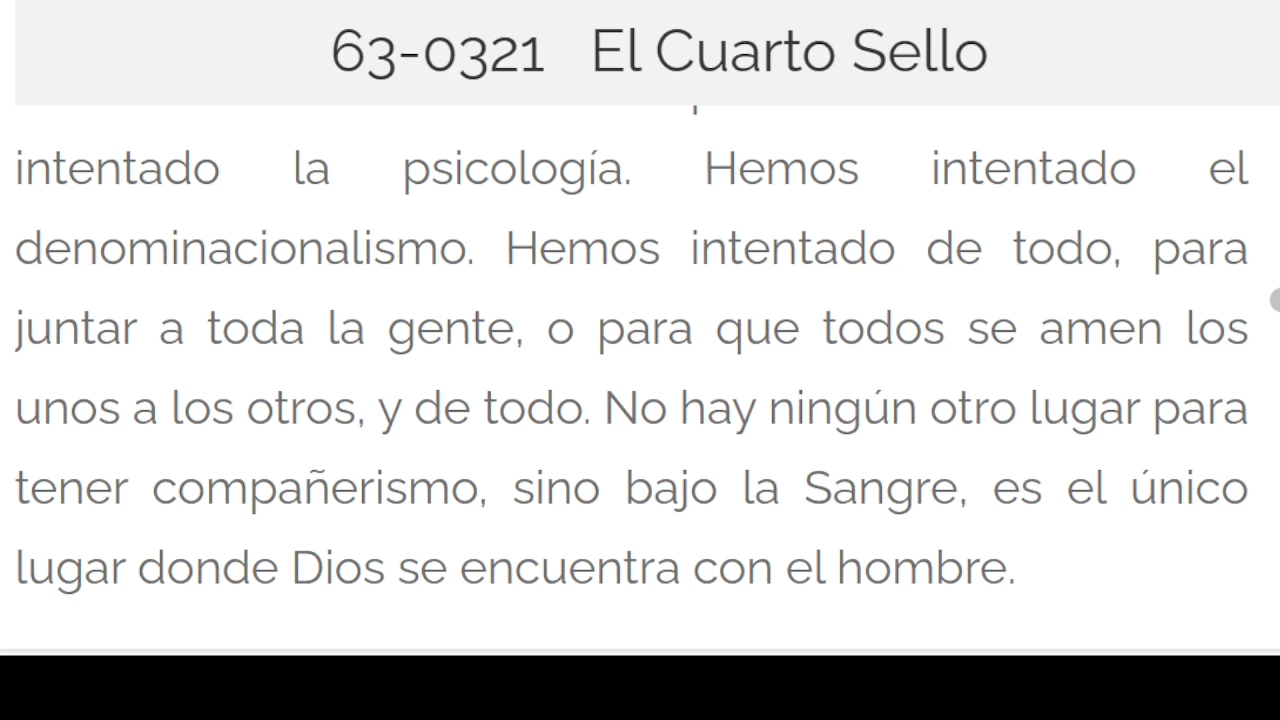 63-0321 El Cuarto Sello
intentado la psicología. Hemos intentado el
denominacionalismo. Hemos intentado de todo, para
juntar a toda la gente, o para que todos se amen los
unos a los otros, y de todo. No hay ningún otro lugar para
tener compañerismo, sino bajo la Sangre, es el único
lugar donde Dios se encuentra con el hombre.